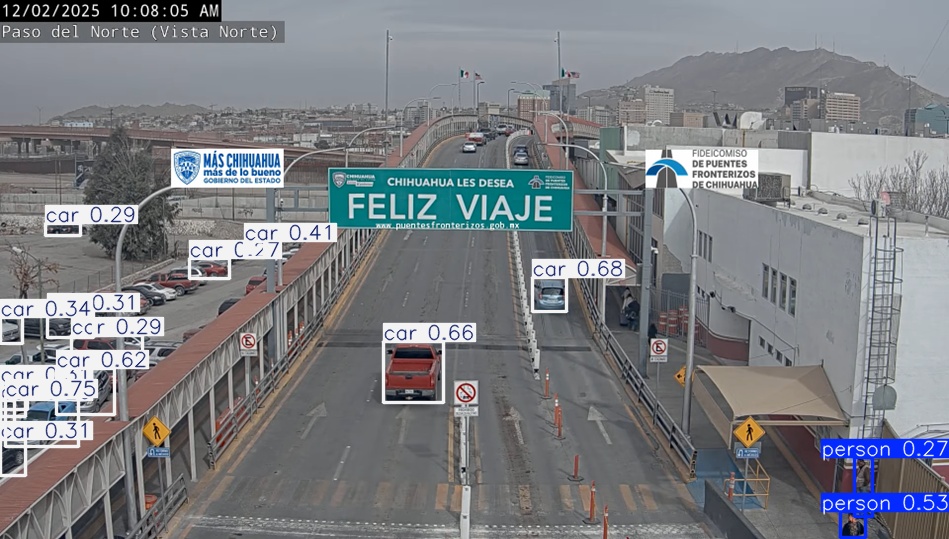 12/02/2025 10:08:05 AM
Paso del Norte (Vista Norte)
MÁS CHIHUAHUA
más de lo bueno
GOBIERNO DEL ESTADO
FIDEICOMISO
DE PUENTES
FRONTERIZOS
DE CHIHUAHUA
CHIHUAHUA LES DESEA
FELIZ VIAJE
www.puentesfronterizos.gob.mx
car 0.29
car 0.41
car 0.68
car 0.34
0.31
car 0.29
car 0.66
car 0.62
car 0.75
car 0.31
person 0.27
person 0.53